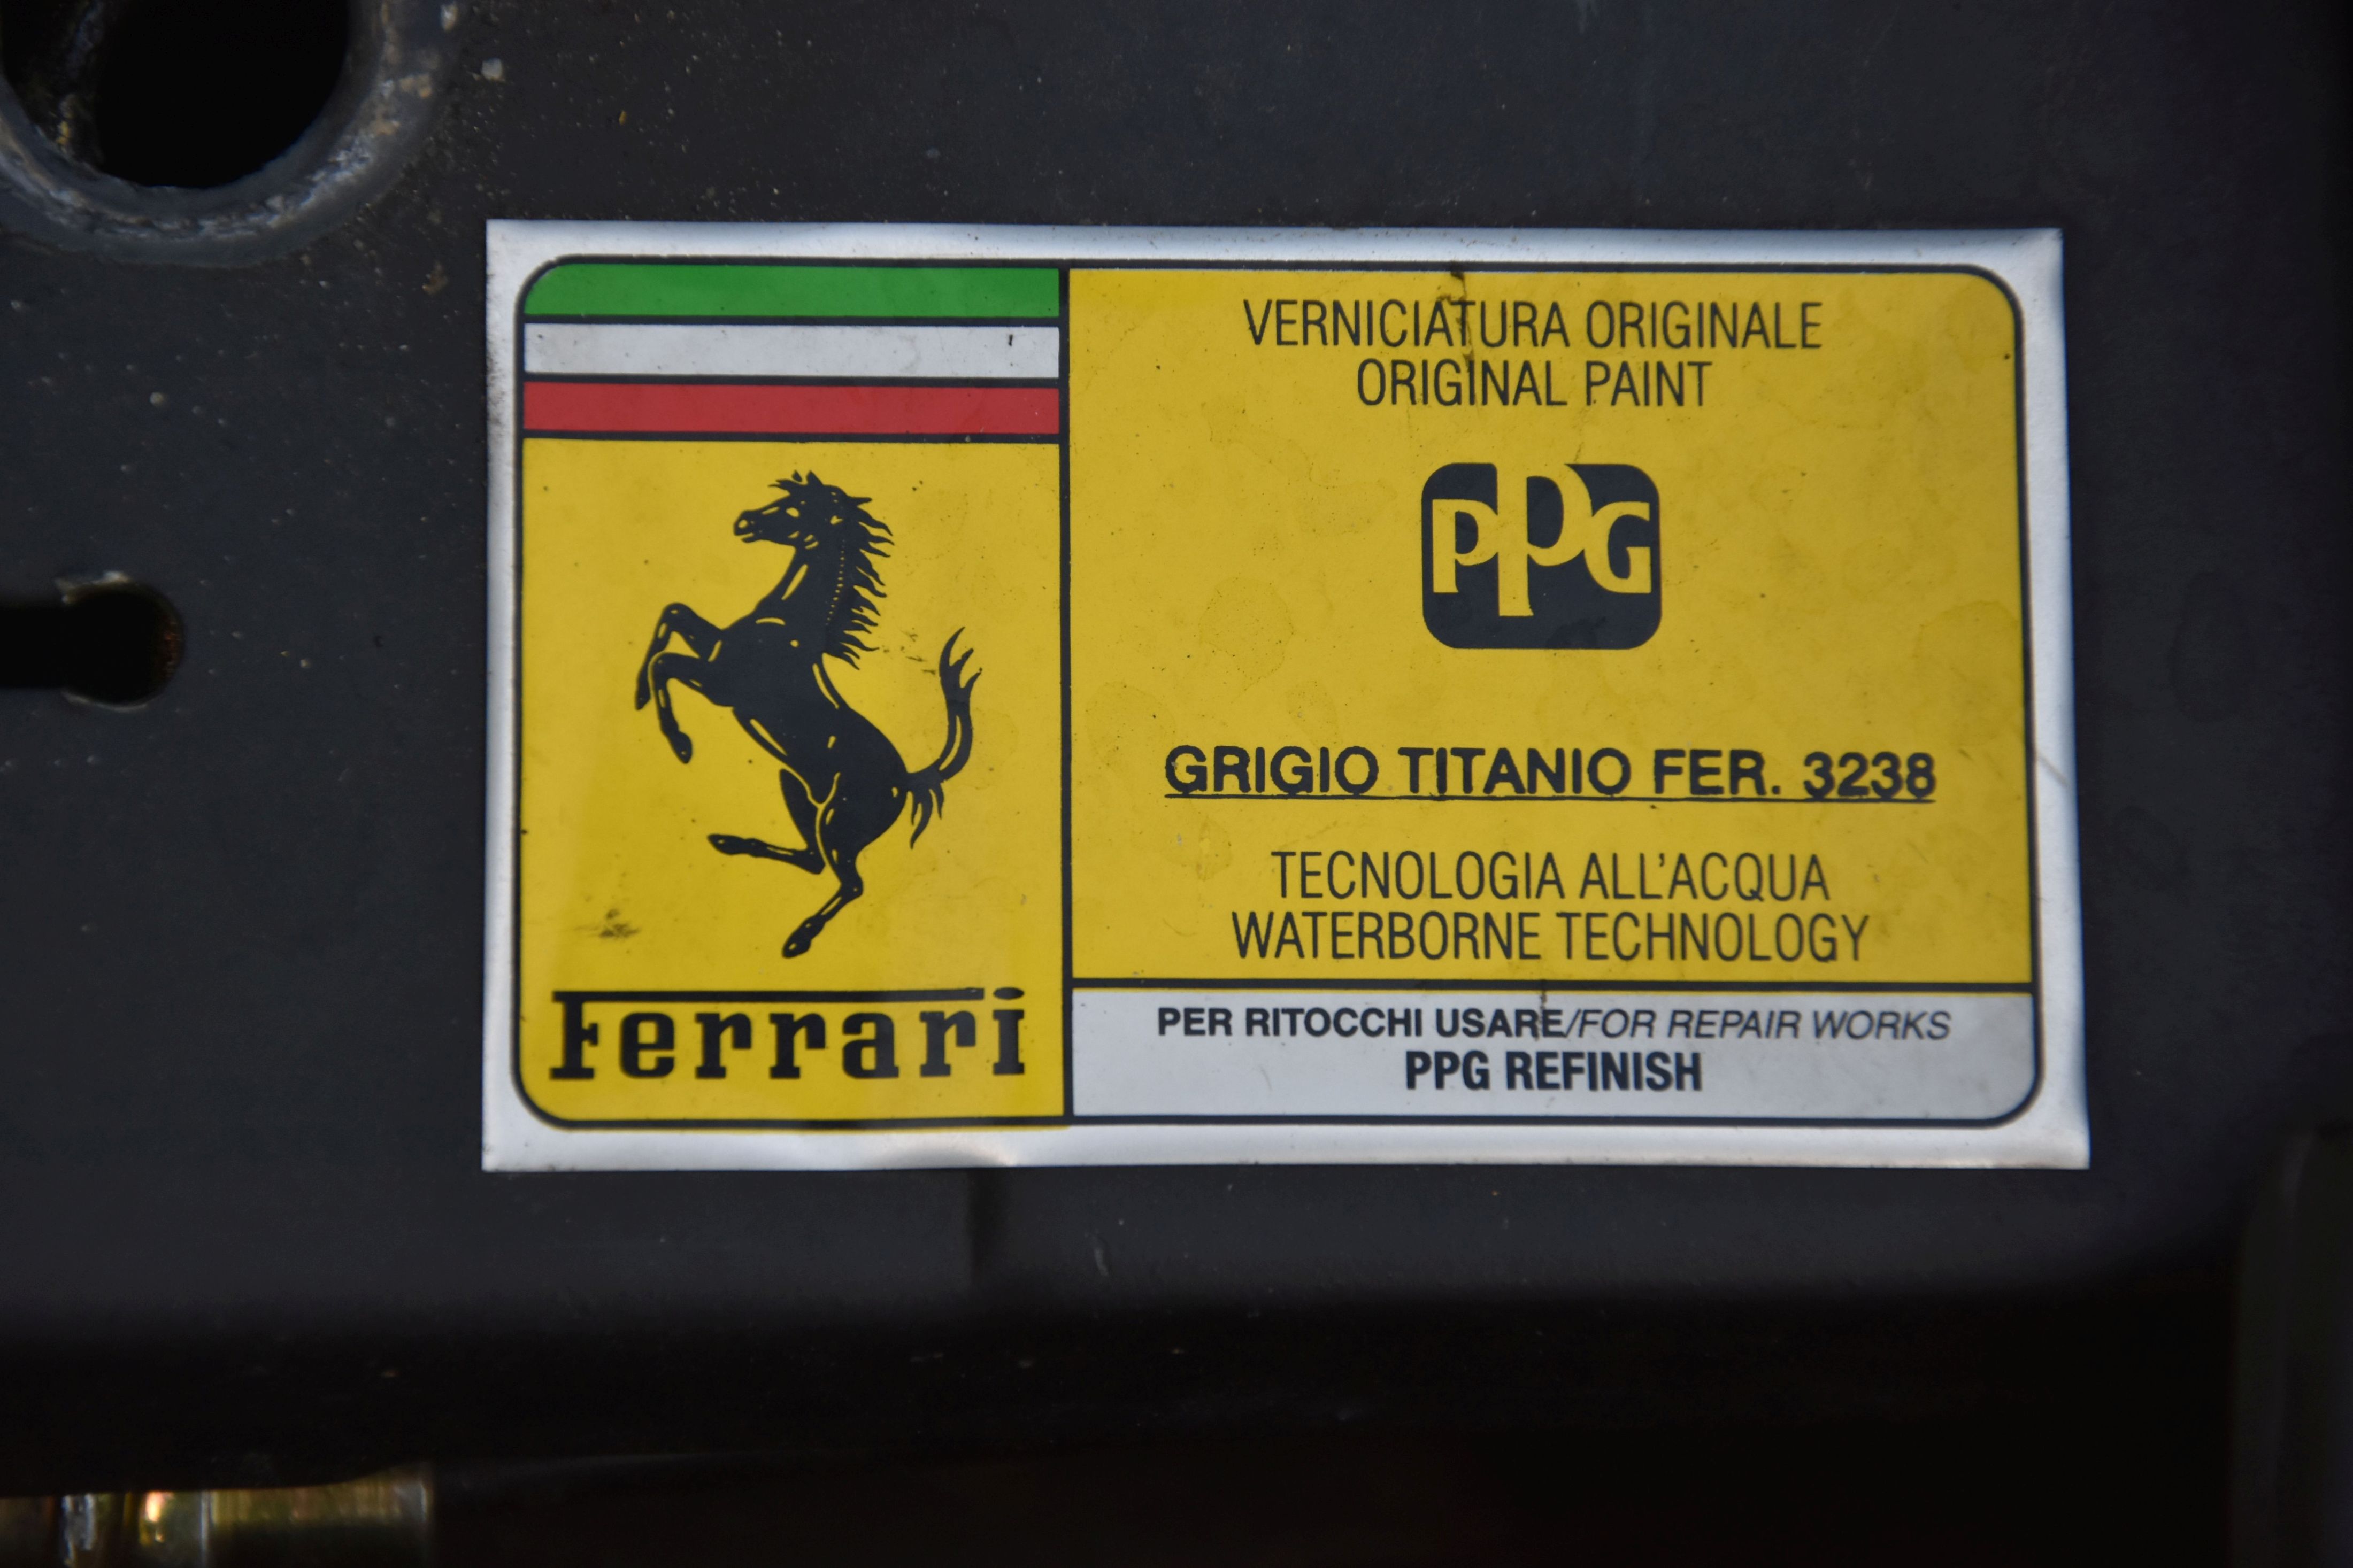 VERNICIATURA ORIGINALE
ORIGINAL PAINT
PPG
GRIGIO TITANIO FER. 3238
TECNOLOGIA ALL'ACQUA
WATERBORNE TECHNOLOGY
PER RITOCCHI USARE/FOR REPAIR WORKS
PPG REFINISH
Ferrari